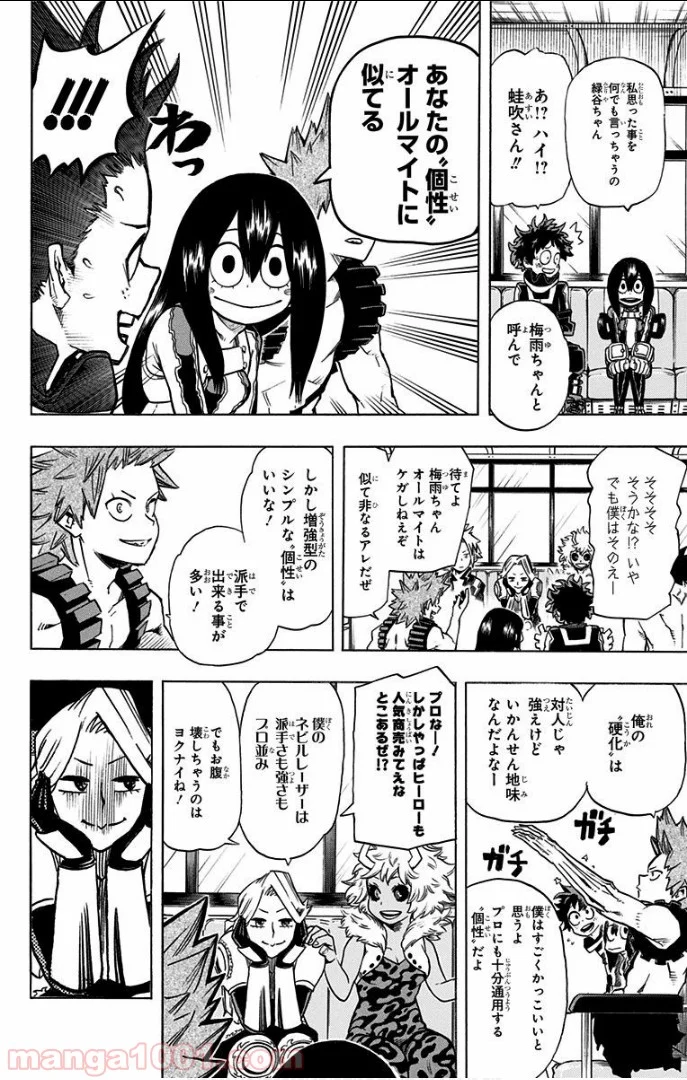 私思った事を
何でも言っちゃうの
緑谷ちゃん
あ!?ハイ!?
蛙吹さん!!
梅雨ちゃんと
呼んで
あなたの〝個性〟
オールマイトに
似てる
わっ
!!!
そそそそ
そうかな!?いや
でも僕はそのえー
待てよ
梅雨ちゃん
オールマイトは
ケガしねえぞ
似て非なるアレだぜ
しかし増強型の
シンプルな〝個性〟は
いいな!
派手で
出来る事が
多い!
俺の
〝硬化〟は
対人じゃ
強えけど
いかんせん地味
なんだよなー
ガチ
ガチ
僕はすごくかっこいいと
思うよ
プロにも十分通用する
〝個性〟だよ
プロなー!
しかしやっぱヒーローも
人気商売みてえな
とこあるぜ!?
僕の
ネビルレーザーは
派手さも強さも
プロ並み
でもお腹
壊しちゃうのは
ヨクナイね!
manga1001.com